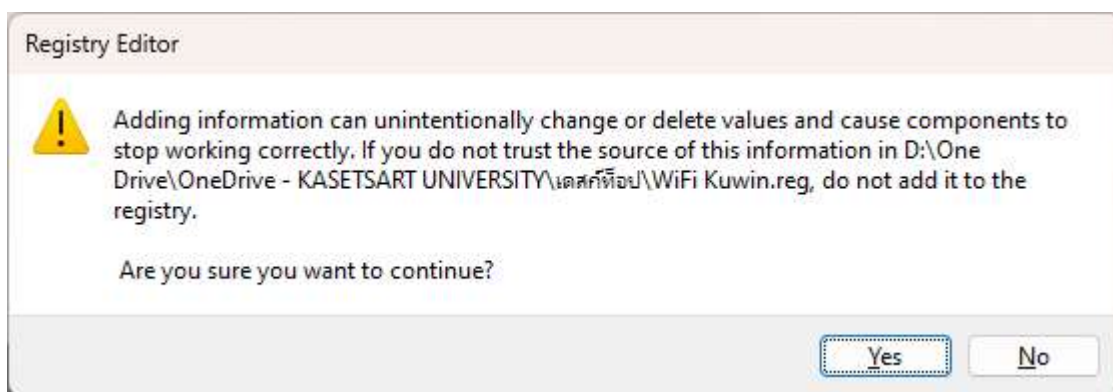 Registry Editor
Adding information can unintentionally change or delete values and cause components to
stop working correctly. If you do not trust the source of this information in D:\One
Drive\OneDrive - KASETSART UNIVERSITY\เดสก์ท็อป\WiFi Kuwin.reg, do not add it to the
registry.
Are you sure you want to continue?
Yes
No